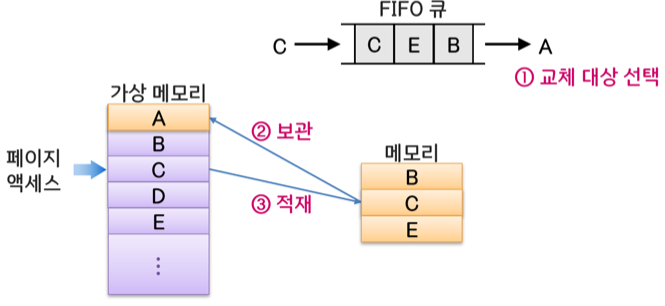 FIFO 큐
C C E B A
① 교체 대상 선택
가상 메모리
A
B
C
D
E
⋮
페이지
액세스
② 보관
③ 적재
메모리
B
C
E